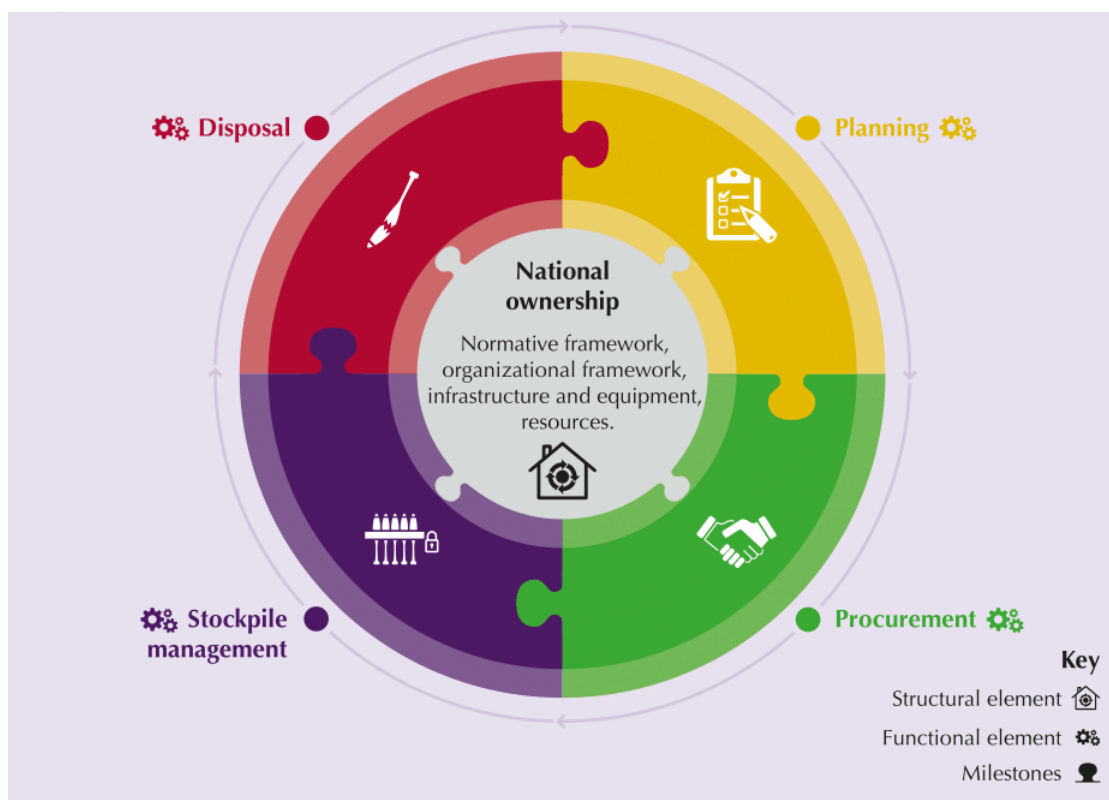 Disposal
Planning
National
ownership
Normative framework,
organizational framework,
infrastructure and equipment,
resources.
Stockpile
management
Procurement
Key
Structural element
Functional element
Milestones